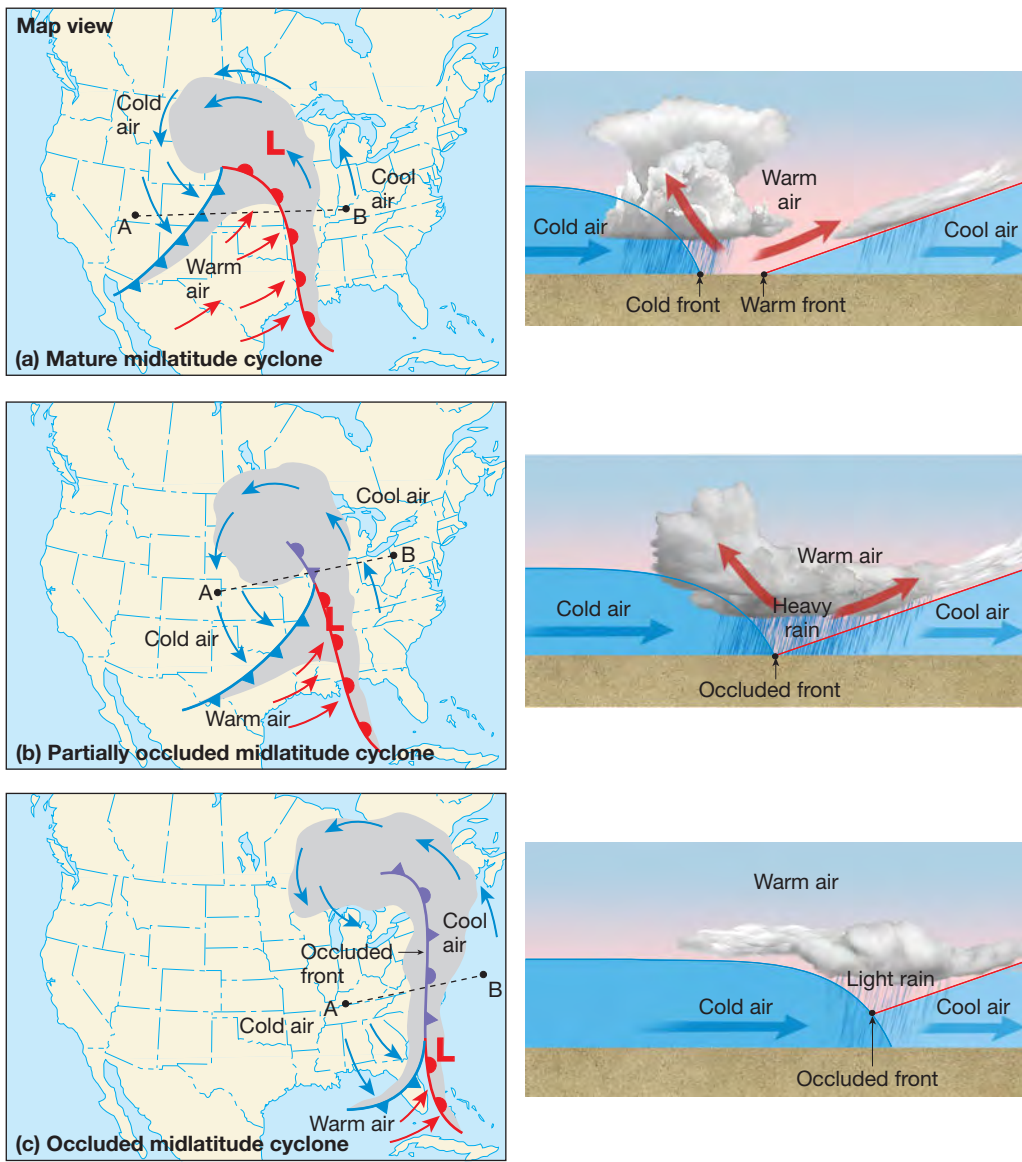 Map view
Cold
air
L
Cool
air
A
B
Warm
air
(a) Mature midlatitude cyclone
Warm
air
Cold air
Cool air
Cold front
Warm front
Cool air
B
A
L
Cold air
Warm air
(b) Partially occluded midlatitude cyclone
Warm air
Cold air
Heavy
rain
Cool air
Occluded front
Cool
air
Occluded
front
B
A
Cold air
L
Warm air
(c) Occluded midlatitude cyclone
Warm air
Light rain
Cold air
Cool air
Occluded front